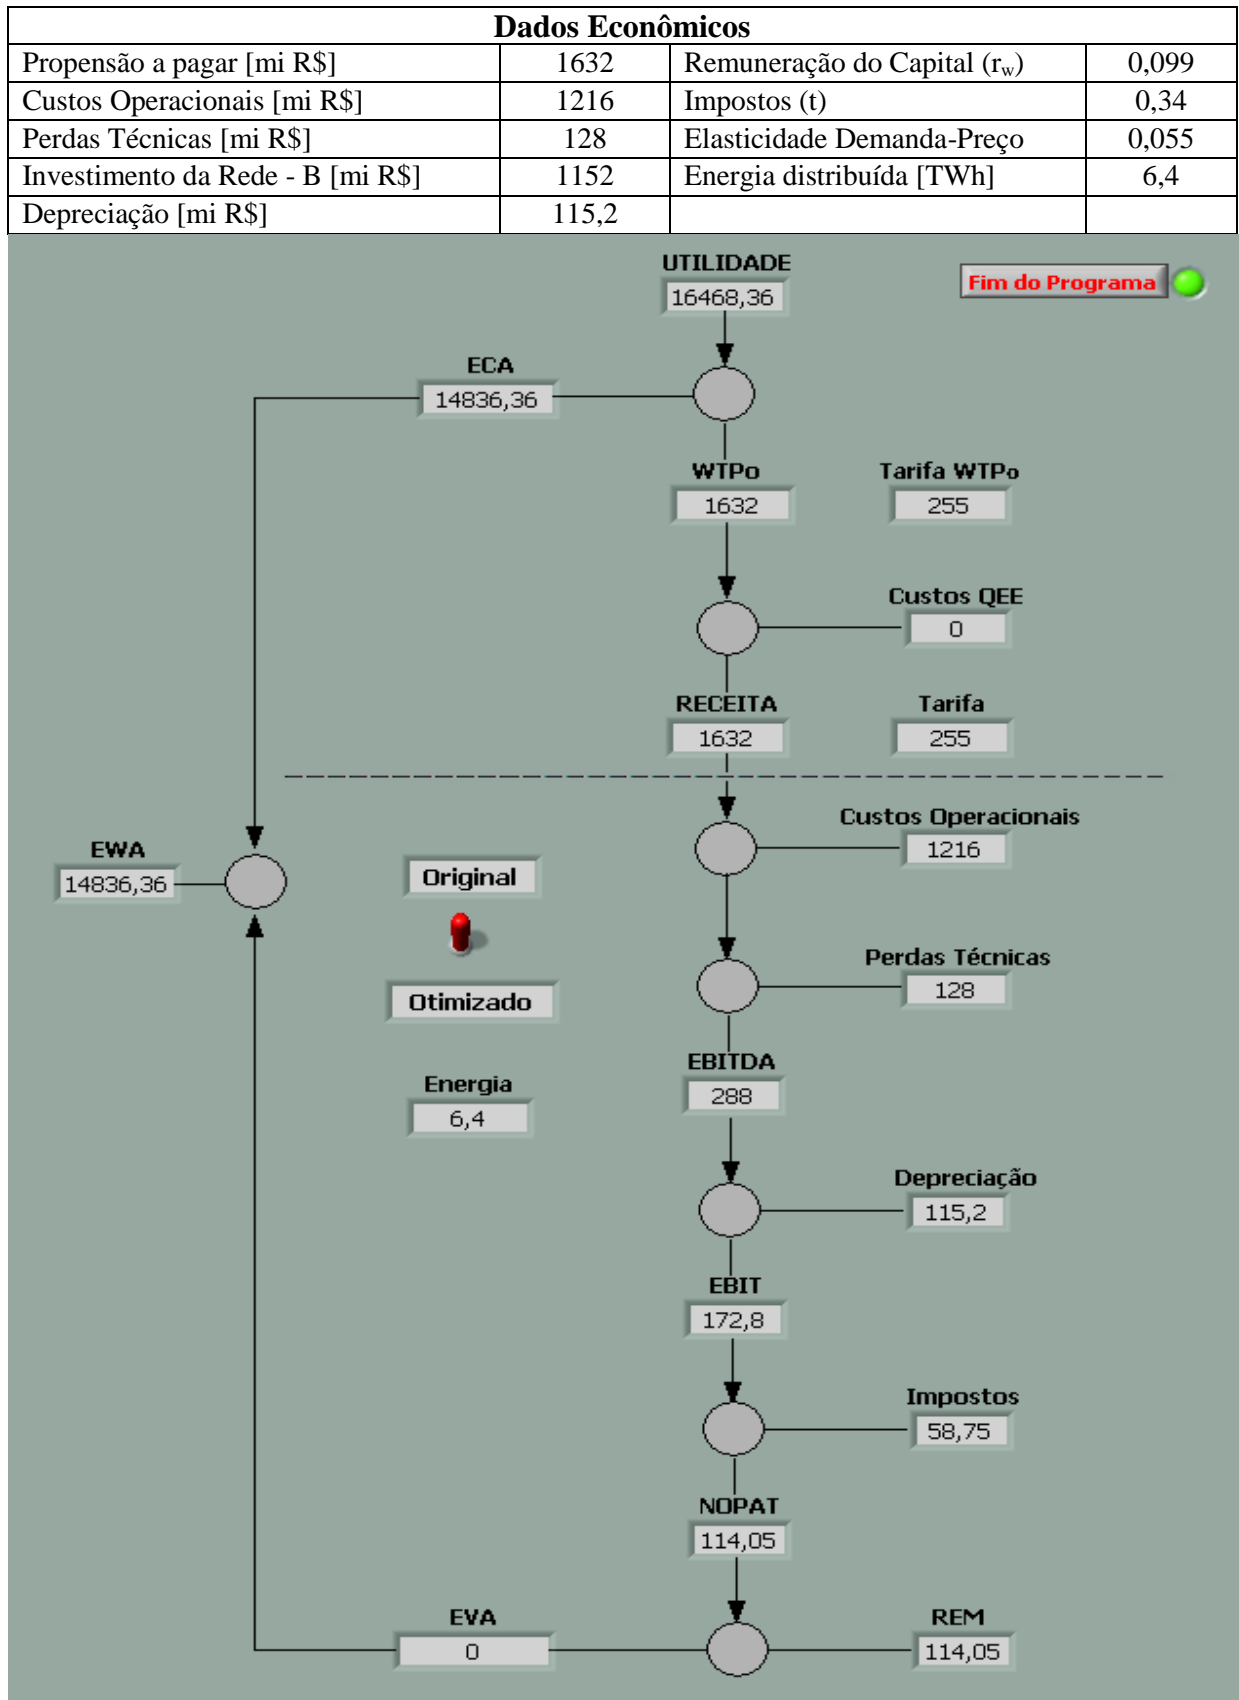 Dados Econômicos
Propensão a pagar [mi R$] 1632 Remuneração do Capital (rw) 0,099
Custos Operacionais [mi R$] 1216 Impostos (t) 0,34
Perdas Técnicas [mi R$] 128 Elasticidade Demanda-Preço 0,055
Investimento da Rede - B [mi R$] 1152 Energia distribuída [TWh] 6,4
Depreciação [mi R$] 115,2
UTILIDADE
16468,36
Fim do Programa
ECA
14836,36
WTPo
1632
Tarifa WTPo
255
Custos QEE
0
RECEITA
1632
Tarifa
255
Custos Operacionais
1216
EWA
14836,36
Original
Otimizado
Perdas Técnicas
128
EBITDA
288
Energia
6,4
Depreciação
115,2
EBIT
172,8
Impostos
58,75
NOPAT
114,05
EVA
0
REM
114,05